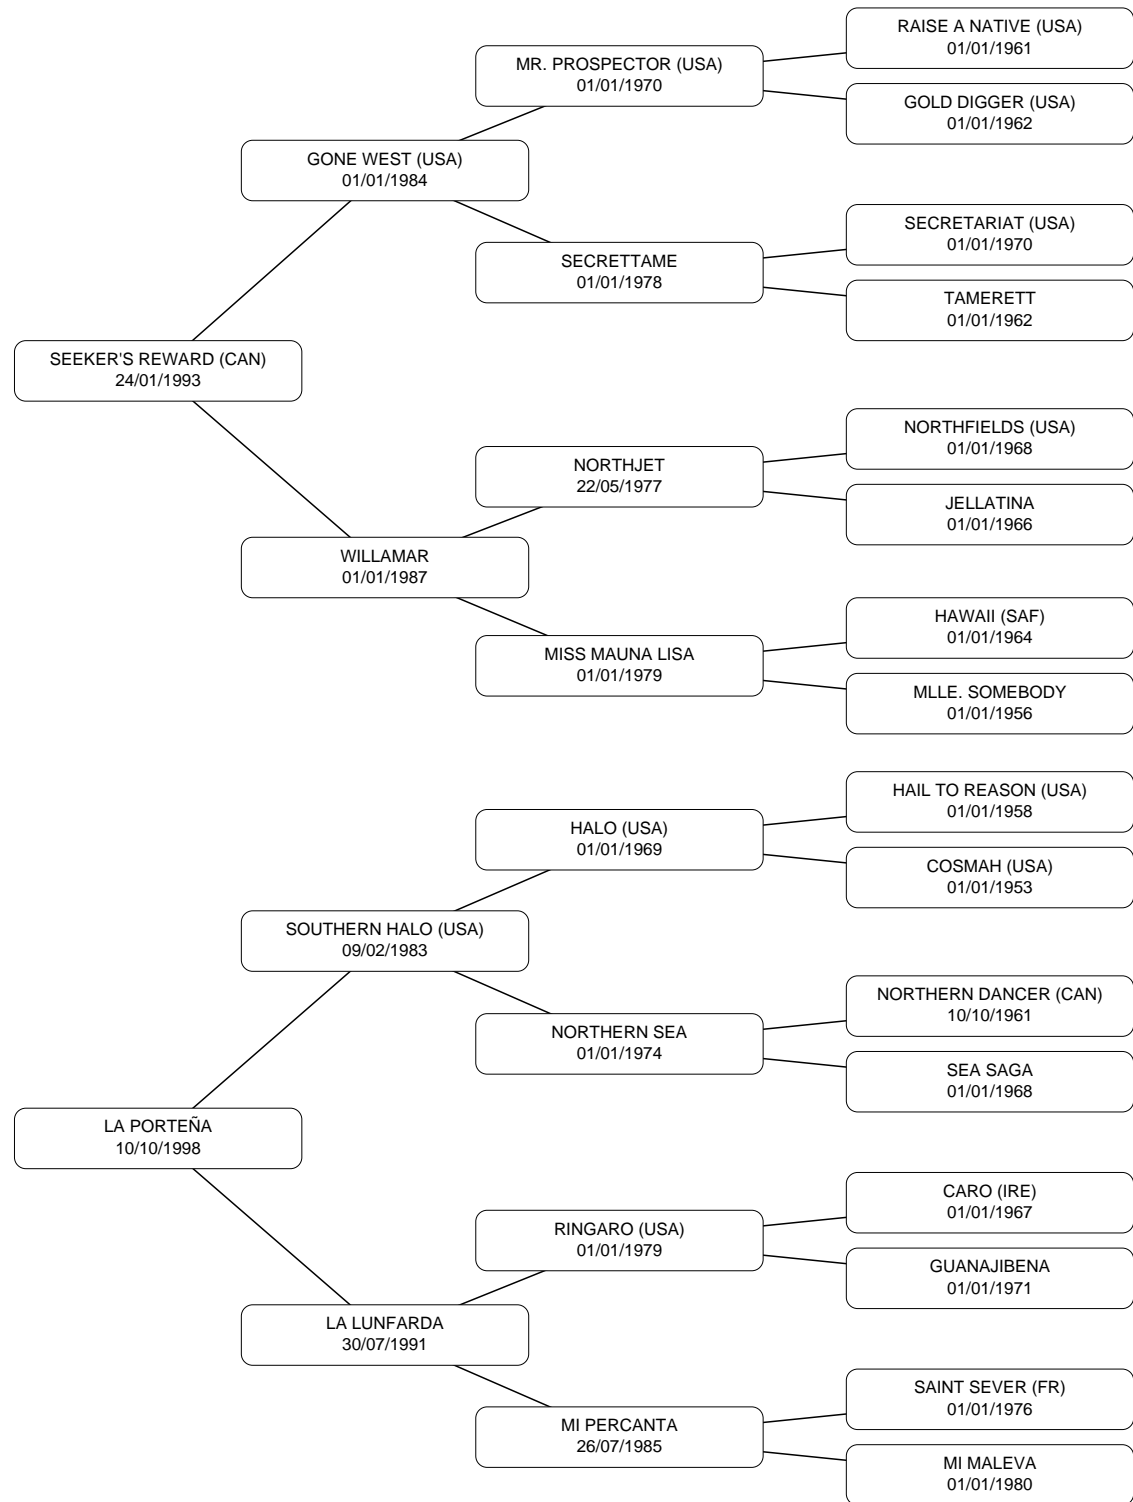 RAISE A NATIVE (USA)
01/01/1961
MR. PROSPECTOR (USA)
01/01/1970
GOLD DIGGER (USA)
01/01/1962
GONE WEST (USA)
01/01/1984
SECRETARIAT (USA)
01/01/1970
SECRETTAME
01/01/1978
TAMERETT
01/01/1962
SEEKER'S REWARD (CAN)
24/01/1993
NORTHFIELDS (USA)
01/01/1968
NORTHJET
22/05/1977
JELLATINA
01/01/1966
WILLAMAR
01/01/1987
HAWAII (SAF)
01/01/1964
MISS MAUNA LISA
01/01/1979
MLLE. SOMEBODY
01/01/1956
HAIL TO REASON (USA)
01/01/1958
HALO (USA)
01/01/1969
COSMAH (USA)
01/01/1953
SOUTHERN HALO (USA)
09/02/1983
NORTHERN DANCER (CAN)
10/10/1961
NORTHERN SEA
01/01/1974
SEA SAGA
01/01/1968
LA PORTEÑA
10/10/1998
CARO (IRE)
01/01/1967
RINGARO (USA)
01/01/1979
GUANAJIBENA
01/01/1971
LA LUNFARDA
30/07/1991
SAINT SEVER (FR)
01/01/1976
MI PERCANTA
26/07/1985
MI MALEVA
01/01/1980